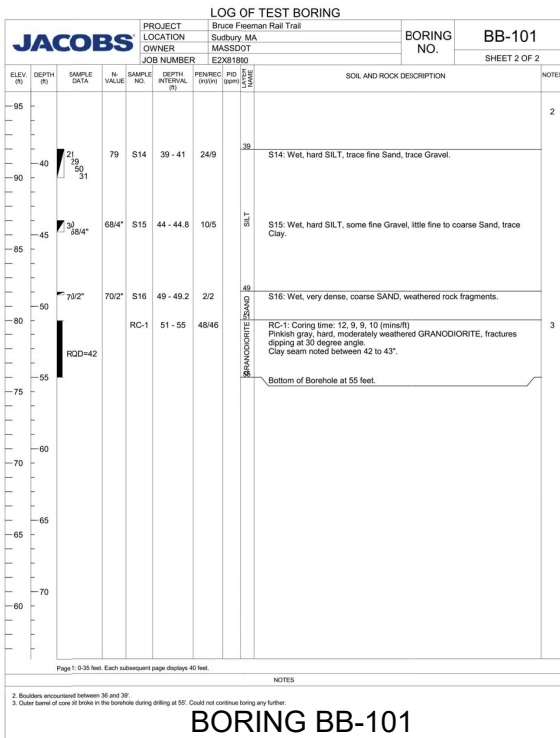 LOG OF TEST BORING
JACOBS
PROJECT Bruce Freeman Rail Trail
LOCATION Sudbury MA
OWNER MASSDOT
JOB NUMBER E2X81800
BORING NO. BB-101
SHEET 2 OF 2
ELEV. (ft) DEPTH (ft) SAMPLE DATA N-VALUE SAMPLE NO. DEPTH INTERVAL (ft) PEN/REC (in)/(in) PID (ppm) LAYER NAME SOIL AND ROCK DESCRIPTION NOTES
95
2
39
21
29
50
31
79 S14 39 - 41 24/9 S14: Wet, hard SILT, trace fine Sand, trace Gravel.
40
90
SILT
30
68/4"
68/4" S15 44 - 44.8 10/5 S15: Wet, hard SILT, some fine Gravel, little fine to coarse Sand, trace
Clay.
45
85
49
70/2" 70/2" S16 49 - 49.2 2/2 S16: Wet, very dense, coarse SAND, weathered rock fragments.
SAND
50
51
80
RC-1 51 - 55 48/46 RC-1: Coring time: 12, 9, 9, 10 (mins/ft) 3
Pinkish gray, hard, moderately weathered GRANODIORITE, fractures
dipping at 30 degree angle.
Clay seam noted between 42 to 43".
RQD=42
GRANODIORITE
55
55
Bottom of Borehole at 55 feet.
75
60
70
65
65
70
60
Page 1: 0-35 feet. Each subsequent page displays 40 feet.
NOTES
2. Boulders encountered between 36 and 39'.
3. Outer barrel of core bit broke in the borehole during drilling at 55'. Could not continue boring any further.
BORING BB-101